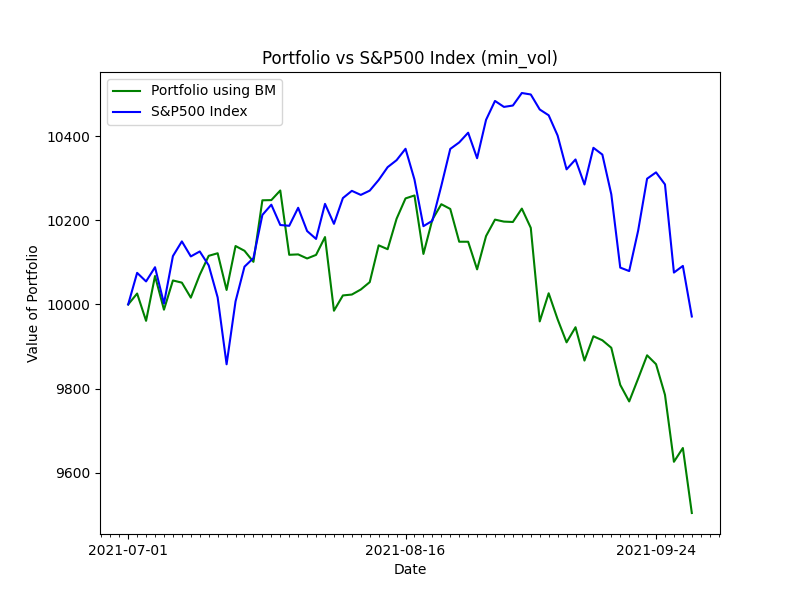 Portfolio vs S&P500 Index (min_vol)
Portfolio using BM
S&P500 Index
10400
10200
10000
9800
9600
Value of Portfolio
2021-07-01
2021-08-16
2021-09-24
Date